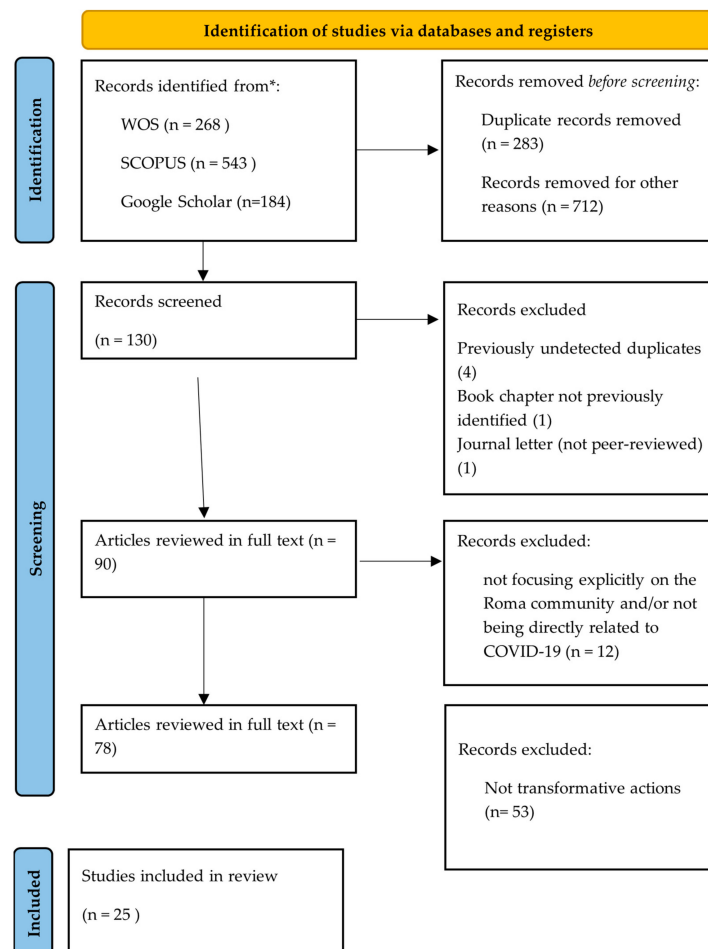 Identification of studies via databases and registers
Identification
Records identified from*:
WOS (n = 268 )
SCOPUS (n = 543 )
Google Scholar (n=184)
Records removed before screening:
Duplicate records removed
(n = 283)
Records removed for other
reasons (n = 712)
Screening
Records screened
(n = 130)
Records excluded
Previously undetected duplicates
(4)
Book chapter not previously
identified (1)
Journal letter (not peer-reviewed)
(1)
Articles reviewed in full text (n =
90)
Records excluded:
not focusing explicitly on the
Roma community and/or not
being directly related to
COVID-19 (n = 12)
Articles reviewed in full text (n =
78)
Records excluded:
Not transformative actions
(n= 53)
Included
Studies included in review
(n = 25 )